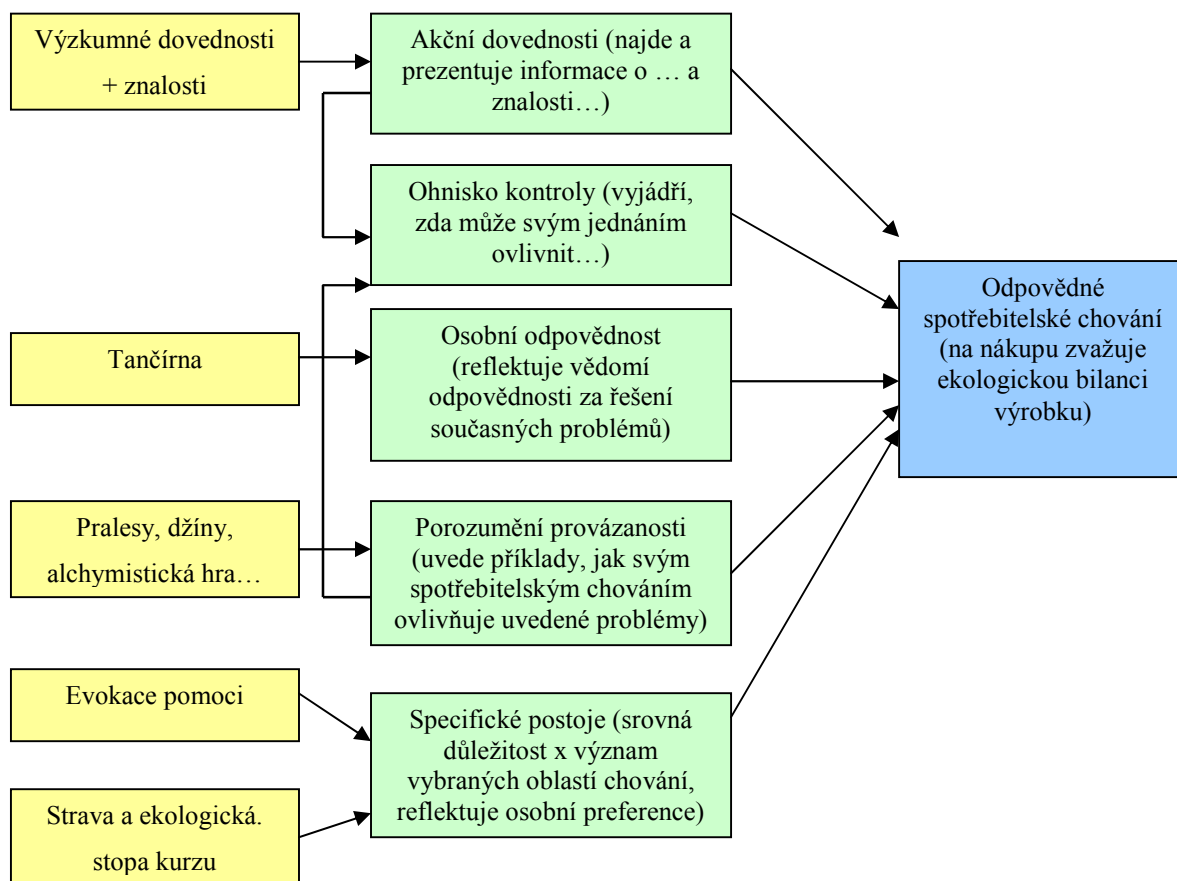 Výzkumné dovednosti
+ znalosti
Akční dovednosti (najde a
prezentuje informace o … a
znalosti…)
Ohnisko kontroly (vyjádří,
zda může svým jednáním
ovlivnit…)
Tančírna
Osobní odpovědnost
(reflektuje vědomí
odpovědnosti za řešení
současných problémů)
Pralesy, džíny,
alchymistická hra…
Porozumění provázanosti
(uvede příklady, jak svým
spotřebitelským chováním
ovlivňuje uvedené problémy)
Evokace pomoci
Strava a ekologická.
stopa kurzu
Specifické postoje (srovná
důležitost x význam
vybraných oblastí chování,
reflektuje osobní preference)
Odpovědné
spotřebitelské chování
(na nákupu zvažuje
ekologickou bilanci
výrobku)